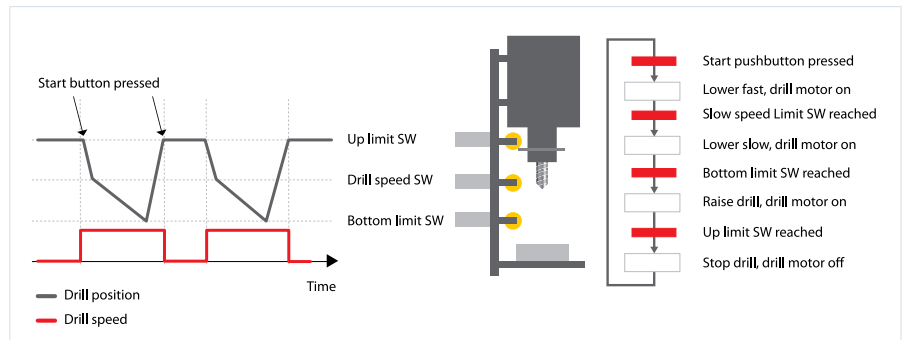 Start button pressed
Up limit SW
Drill speed SW
Bottom limit SW
Time
Drill position
Drill speed
Start pushbutton pressed
Lower fast, drill motor on
Slow speed Limit SW reached
Lower slow, drill motor on
Bottom limit SW reached
Raise drill, drill motor on
Up limit SW reached
Stop drill, drill motor off